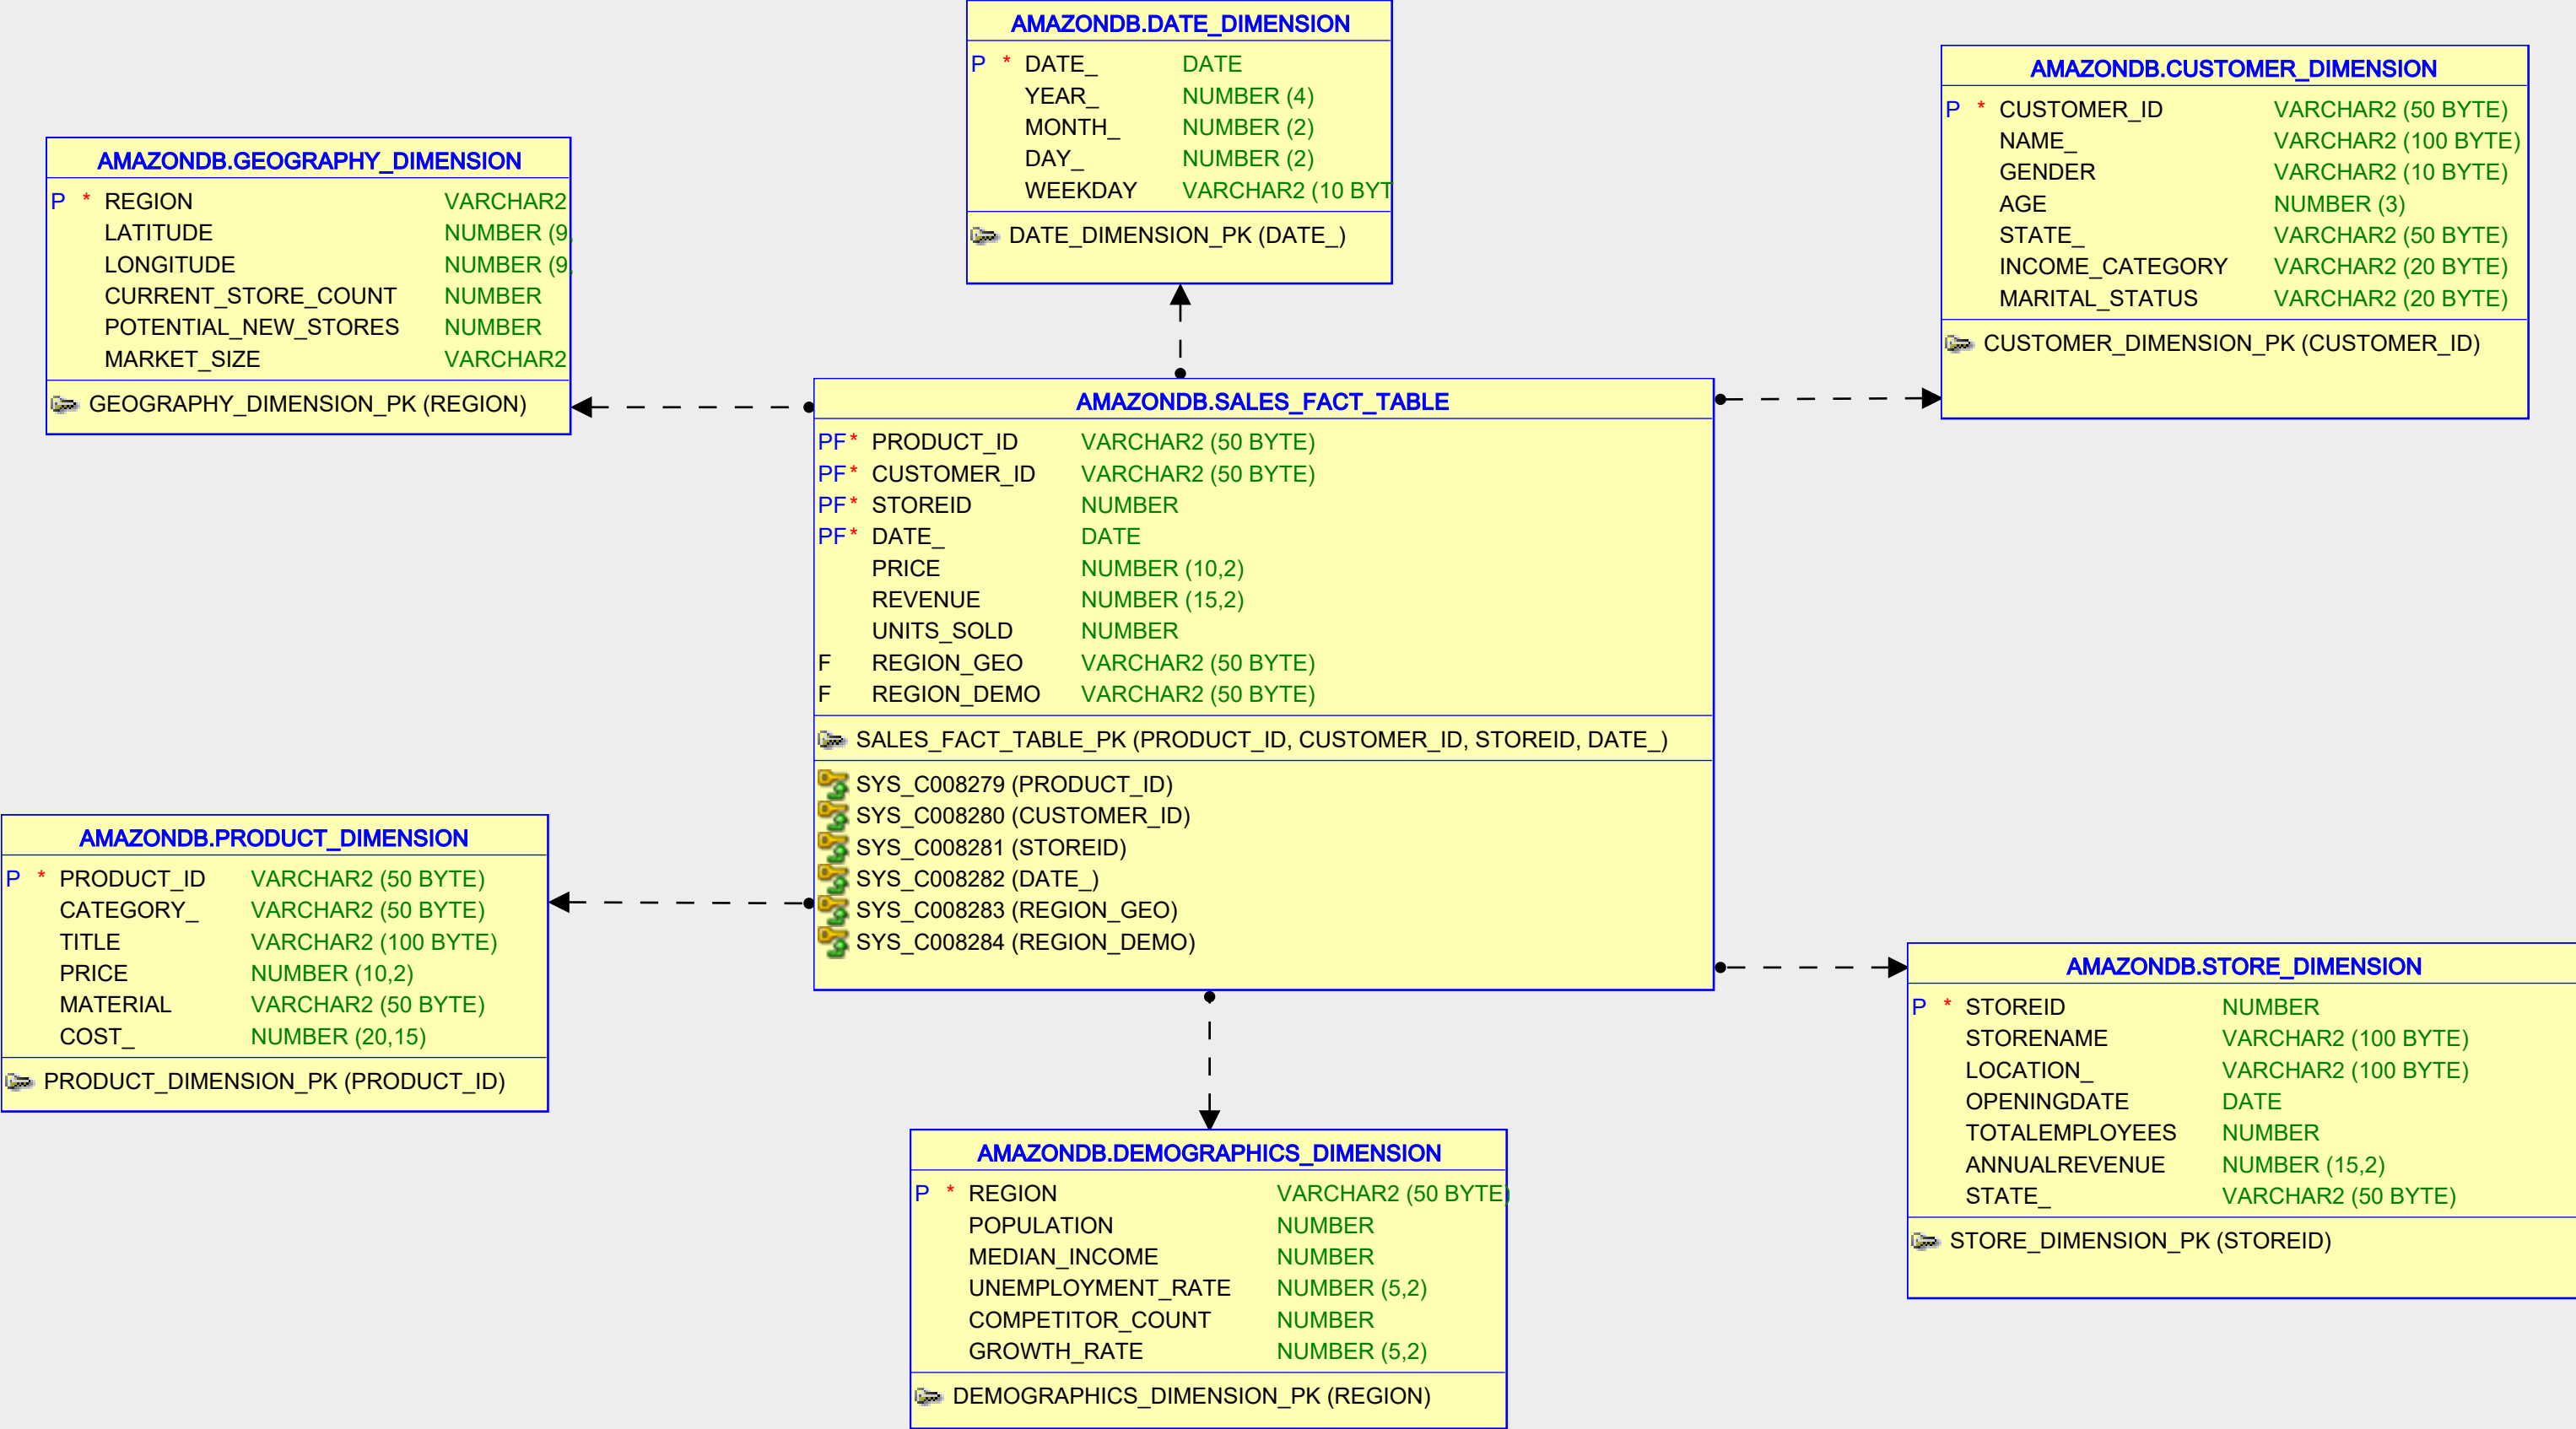 AMAZONDB.DATE_DIMENSION
P * DATE_ DATE
YEAR_ NUMBER (4)
MONTH_ NUMBER (2)
DAY_ NUMBER (2)
WEEKDAY VARCHAR2 (10 BYT
DATE_DIMENSION_PK (DATE_)
AMAZONDB.CUSTOMER_DIMENSION
P * CUSTOMER_ID VARCHAR2 (50 BYTE)
NAME_ VARCHAR2 (100 BYTE)
GENDER VARCHAR2 (10 BYTE)
AGE NUMBER (3)
STATE_ VARCHAR2 (50 BYTE)
INCOME_CATEGORY VARCHAR2 (20 BYTE)
MARITAL_STATUS VARCHAR2 (20 BYTE)
CUSTOMER_DIMENSION_PK (CUSTOMER_ID)
AMAZONDB.GEOGRAPHY_DIMENSION
P * REGION VARCHAR2
LATITUDE NUMBER (9,
LONGITUDE NUMBER (9,
CURRENT_STORE_COUNT NUMBER
POTENTIAL_NEW_STORES NUMBER
MARKET_SIZE VARCHAR2
GEOGRAPHY_DIMENSION_PK (REGION)
AMAZONDB.SALES_FACT_TABLE
PF* PRODUCT_ID VARCHAR2 (50 BYTE)
PF* CUSTOMER_ID VARCHAR2 (50 BYTE)
PF* STOREID NUMBER
PF* DATE_ DATE
PRICE NUMBER (10,2)
REVENUE NUMBER (15,2)
UNITS_SOLD NUMBER
F REGION_GEO VARCHAR2 (50 BYTE)
F REGION_DEMO VARCHAR2 (50 BYTE)
SALES_FACT_TABLE_PK (PRODUCT_ID, CUSTOMER_ID, STOREID, DATE_)
SYS_C008279 (PRODUCT_ID)
SYS_C008280 (CUSTOMER_ID)
SYS_C008281 (STOREID)
SYS_C008282 (DATE_)
SYS_C008283 (REGION_GEO)
SYS_C008284 (REGION_DEMO)
AMAZONDB.PRODUCT_DIMENSION
P * PRODUCT_ID VARCHAR2 (50 BYTE)
CATEGORY_ VARCHAR2 (50 BYTE)
TITLE VARCHAR2 (100 BYTE)
PRICE NUMBER (10,2)
MATERIAL VARCHAR2 (50 BYTE)
COST_ NUMBER (20,15)
PRODUCT_DIMENSION_PK (PRODUCT_ID)
AMAZONDB.STORE_DIMENSION
P * STOREID NUMBER
STORENAME VARCHAR2 (100 BYTE)
LOCATION_ VARCHAR2 (100 BYTE)
OPENINGDATE DATE
TOTALEMPLOYEES NUMBER
ANNUALREVENUE NUMBER (15,2)
STATE_ VARCHAR2 (50 BYTE)
STORE_DIMENSION_PK (STOREID)
AMAZONDB.DEMOGRAPHICS_DIMENSION
P * REGION VARCHAR2 (50 BYTE)
POPULATION NUMBER
MEDIAN_INCOME NUMBER
UNEMPLOYMENT_RATE NUMBER (5,2)
COMPETITOR_COUNT NUMBER
GROWTH_RATE NUMBER (5,2)
DEMOGRAPHICS_DIMENSION_PK (REGION)